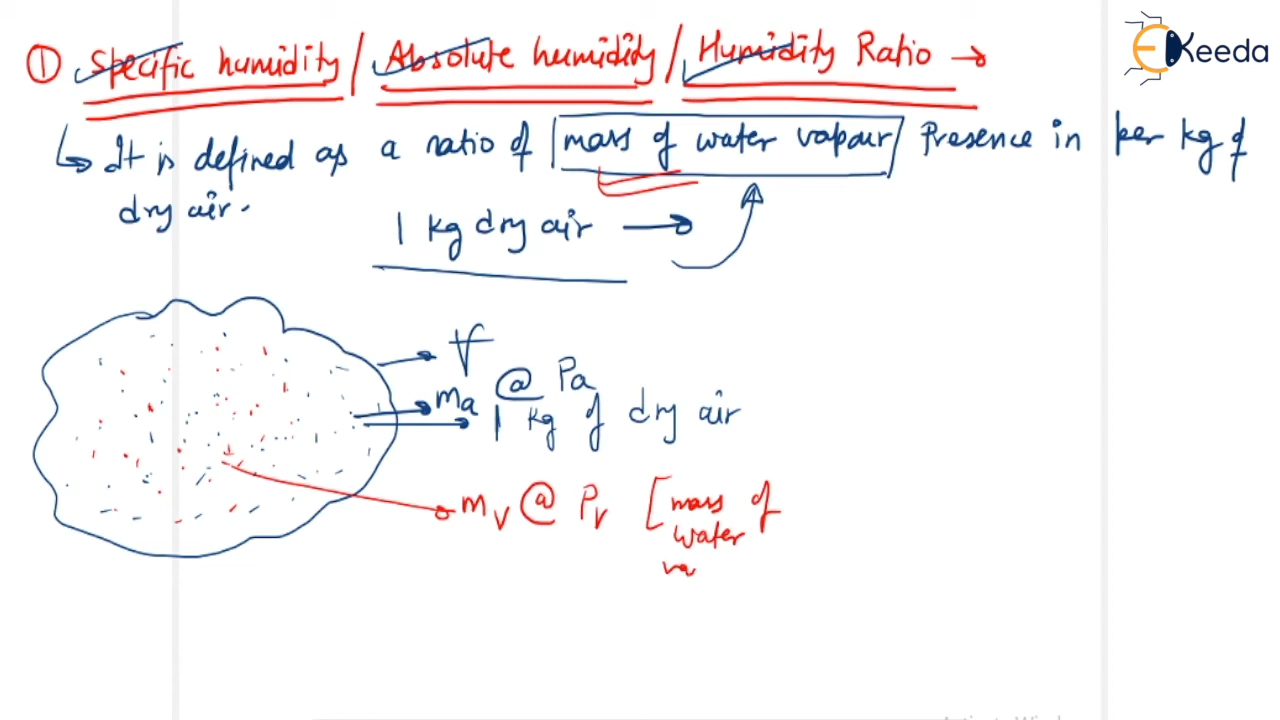 ① Specific humidity / Absolute humidity / Humidity Ratio →
EKeeda
↳ It is defined as a ratio of mass of water vapour Presence in per kg of
dry air.
1 kg dry air →
V
ma @ Pa
1 kg of dry air
mv @ Pv [mass of
water
va